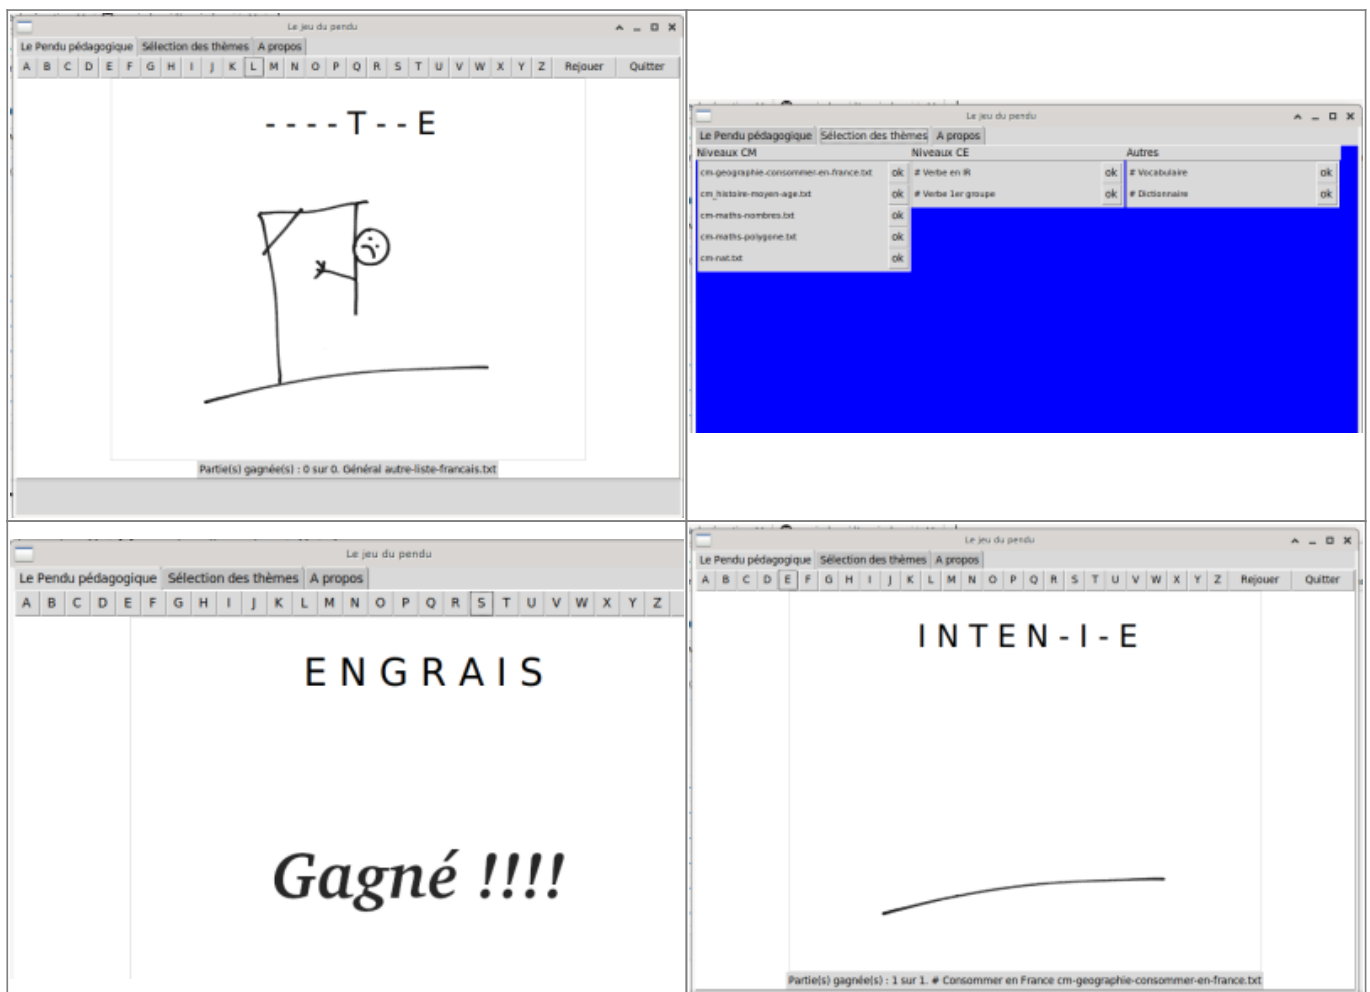 Le jeu du pendu
Le Pendu pédagogique Sélection des thèmes A propos
A B C D E F G H I J K L M N O P Q R S T U V W X Y Z Rejouer Quitter
- - - - T - - E
Partie(s) gagnée(s) : 0 sur 0. Général autre-liste-francais.txt
Le jeu du pendu
Le Pendu pédagogique Sélection des thèmes A propos
Niveaux CM Niveaux CE Autres
cm-geographie-consommer-en-france.txt ok # Verbe en IR ok # Vocabulaire ok
cm_histoire-moyen-age.txt ok # Verbe 1er groupe ok # Dictionnaire ok
cm-maths-nombres.txt ok
cm-maths-polygone.txt ok
cm-nat.txt ok
Le jeu du pendu
Le Pendu pédagogique Sélection des thèmes A propos
A B C D E F G H I J K L M N O P Q R S T U V W X Y Z
E N G R A I S
Gagné !!!!
Le jeu du pendu
Le Pendu pédagogique Sélection des thèmes A propos
A B C D E F G H I J K L M N O P Q R S T U V W X Y Z Rejouer Quitter
I N T E N - I - E
Partie(s) gagnée(s) : 1 sur 1. # Consommer en France cm-geographie-consommer-en-france.txt